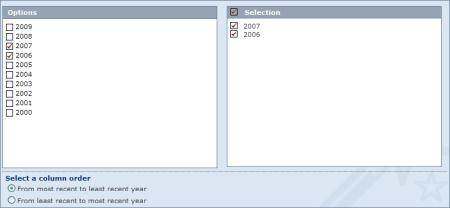 Options
2009
2008
2007
2006
2005
2004
2003
2002
2001
2000
Selection
2007
2006
Select a column order
From most recent to least recent year
From least recent to most recent year